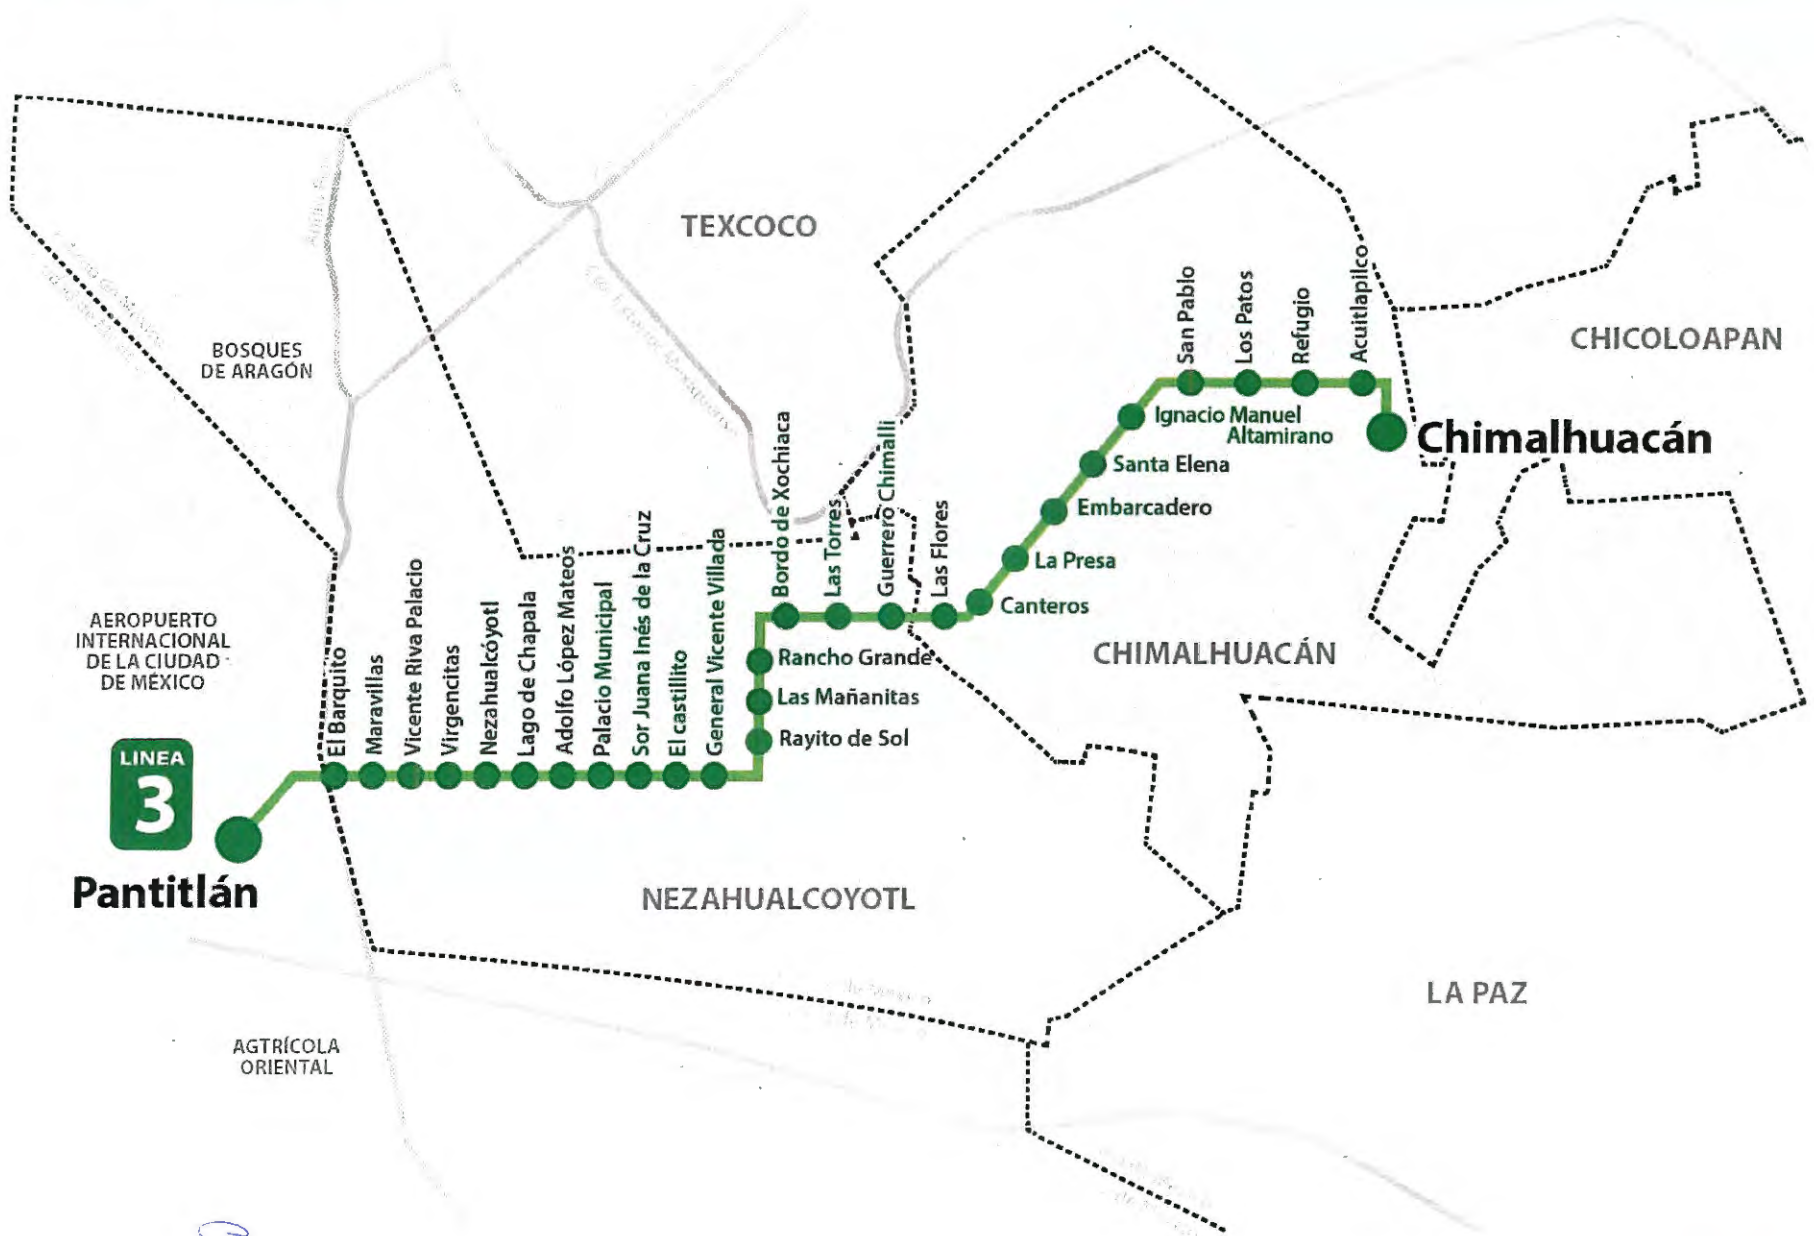 TEXCOCO
BOSQUES
DE ARAGÓN
CHICOLOAPAN
San Pablo
Los Patos
Refugio
Acuitlapilco
Ignacio Manuel
Altamirano
Chimalhuacán
Santa Elena
Embarcadero
La Presa
Canteros
Bordo de Xochiaca
Las Torres
Guerrero Chimalli
Las Flores
AEROPUERTO
INTERNACIONAL
DE LA CIUDAD
DE MÉXICO
El Barquito
Maravillas
Vicente Riva Palacio
Virgencitas
Nezahualcóyotl
Lago de Chapala
Adolfo López Mateos
Palacio Municipal
Sor Juana Inés de la Cruz
El castillito
General Vicente Villada
Rancho Grande
Las Mañanitas
Rayito de Sol
CHIMALHUACÁN
LINEA
3
Pantitlán
NEZAHUALCOYOTL
LA PAZ
AGTRÍCOLA
ORIENTAL